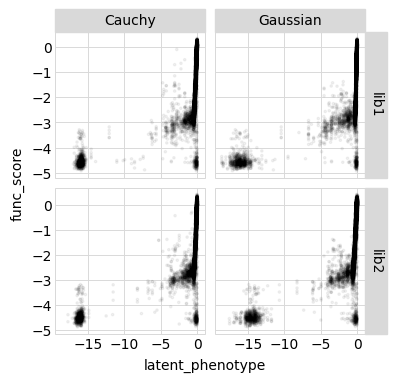 Cauchy Gaussian
0
−1
−2
−3
−4
−5
lib1
0
−1
−2
−3
−4
−5
lib2
func_score
−15 −10 −5 0 −15 −10 −5 0
latent_phenotype